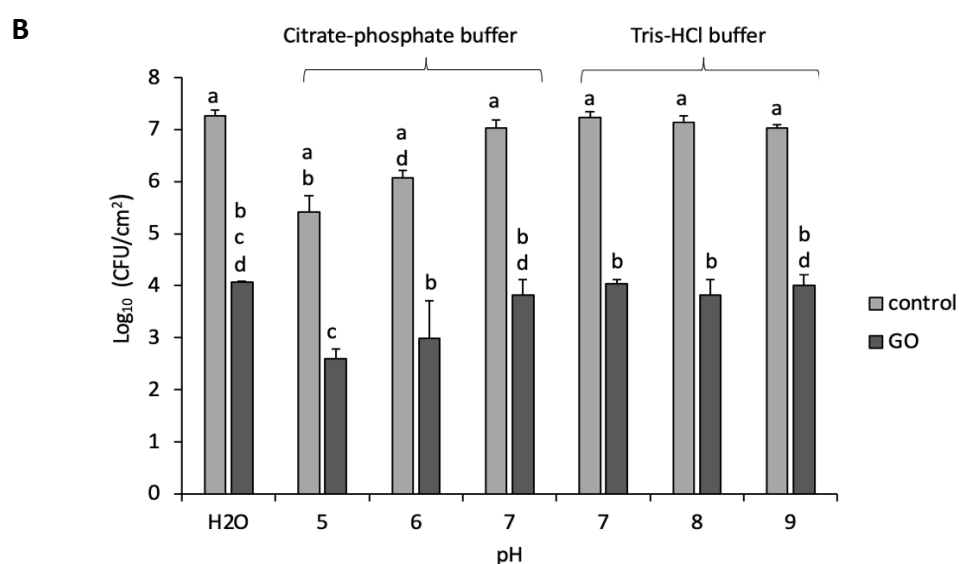 B
Citrate-phosphate buffer
Tris-HCl buffer
Log₁₀ (CFU/cm²)
8
7
6
5
4
3
2
1
0
a
b
c
d
a
b
c
a
d
b
a
b
d
a
b
a
b
a
b
d
H2O
5
6
7
7
8
9
pH
control
GO